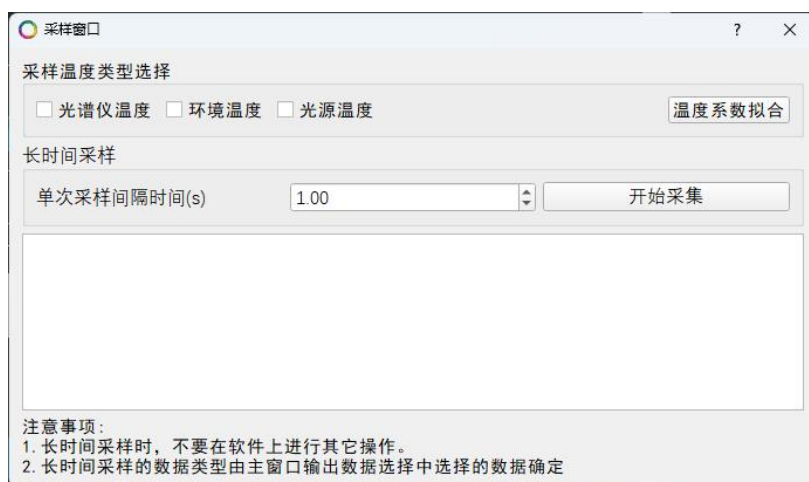 采样窗口 ?
采样温度类型选择
光谱仪温度 环境温度 光源温度 温度系数拟合
长时间采样
单次采样间隔时间(s) 1.00 开始采集
注意事项:
1. 长时间采样时，不要在软件上进行其它操作。
2. 长时间采样的数据类型由主窗口输出数据选择中选择的数据确定